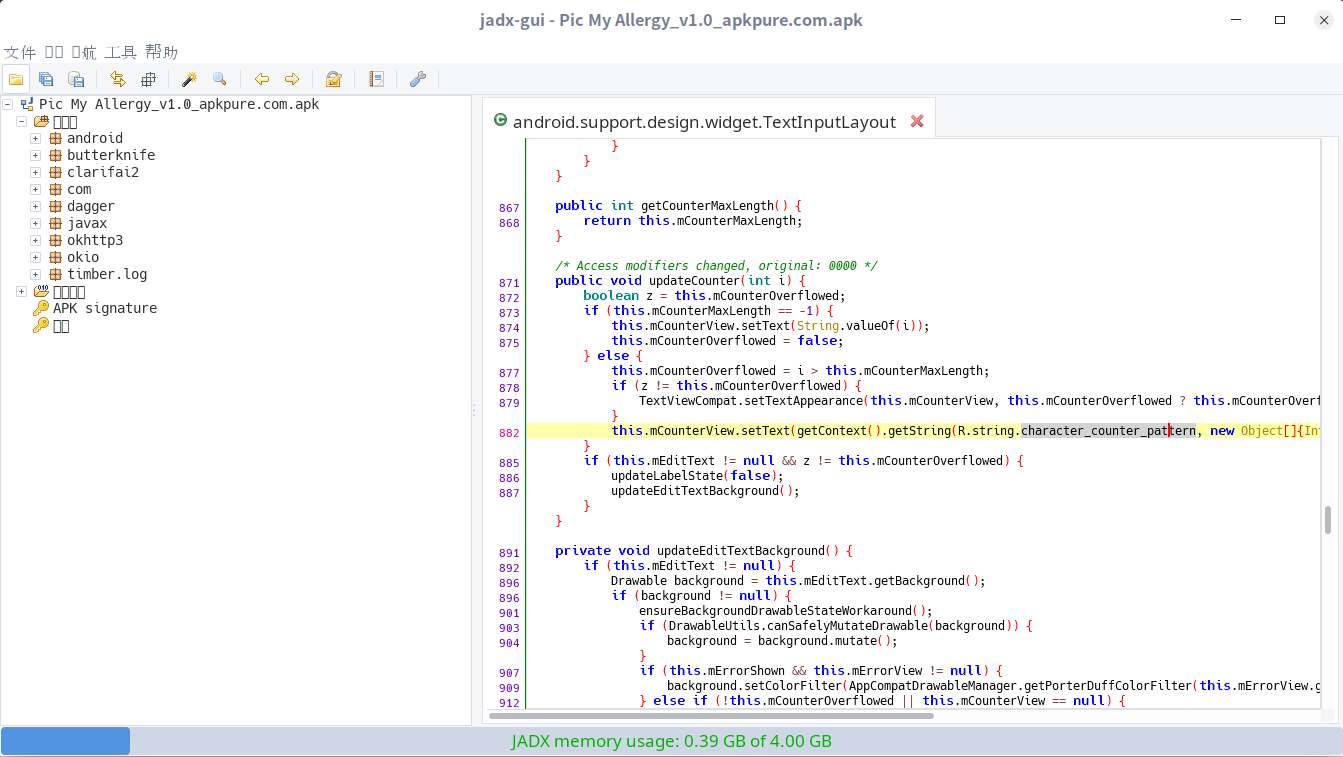 jadx-gui - Pic My Allergy_v1.0_apkpure.com.apk
文件 航 工具 帮助
Pic My Allergy_v1.0_apkpure.com.apk
android
butterknife
clarifai2
com
dagger
javax
okhttp3
okio
timber.log
APK signature
android.support.design.widget.TextInputLayout
}
}
}
867 public int getCounterMaxLength() {
868 return this.mCounterMaxLength;
}
/* Access modifiers changed, original: 0000 */
871 public void updateCounter(int i) {
872 boolean z = this.mCounterOverflowed;
873 if (this.mCounterMaxLength == -1) {
874 this.mCounterView.setText(String.valueOf(i));
875 this.mCounterOverflowed = false;
} else {
877 this.mCounterOverflowed = i > this.mCounterMaxLength;
878 if (z != this.mCounterOverflowed) {
879 TextViewCompat.setTextAppearance(this.mCounterView, this.mCounterOverflowed ? this.mCounterOverf
}
882 this.mCounterView.setText(getContext().getString(R.string.character_counter_pattern, new Object[]{Int
}
885 if (this.mEditText != null && z != this.mCounterOverflowed) {
886 updateLabelState(false);
887 updateEditTextBackground();
}
}
891 private void updateEditTextBackground() {
892 if (this.mEditText != null) {
896 Drawable background = this.mEditText.getBackground();
896 if (background != null) {
901 ensureBackgroundDrawableStateWorkaround();
903 if (DrawableUtils.canSafelyMutateDrawable(background)) {
904 background = background.mutate();
}
907 if (this.mErrorShown && this.mErrorView != null) {
909 background.setColorFilter(AppCompatDrawableManager.getPorterDuffColorFilter(this.mErrorView.g
912 } else if (!this.mCounterOverflowed || this.mCounterView == null) {
JADX memory usage: 0.39 GB of 4.00 GB